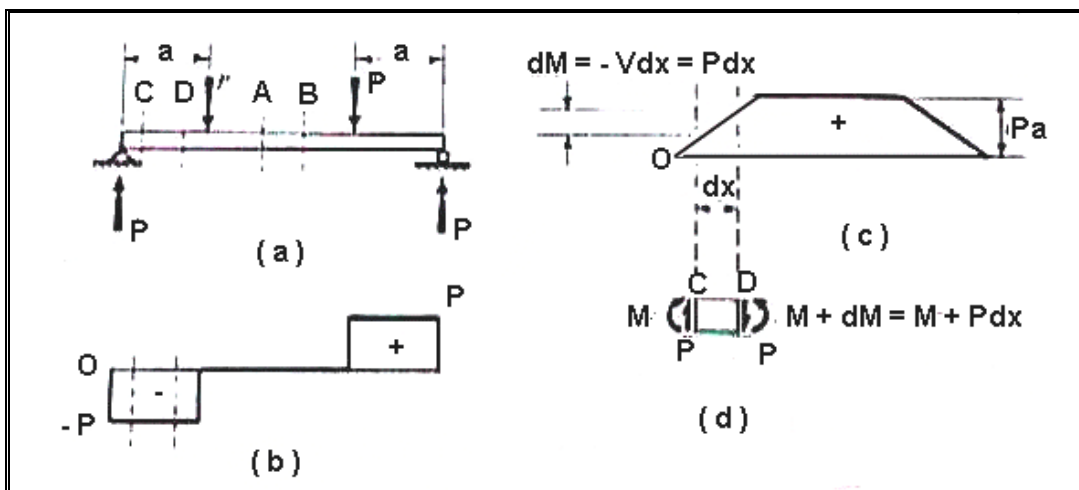 a
a
C D A B P
P P
( a )
P
O
+
-
- P
( b )
dM = - Vdx = Pdx
+
Pa
O
dx
( c )
C D
M M + dM = M + Pdx
P P
( d )